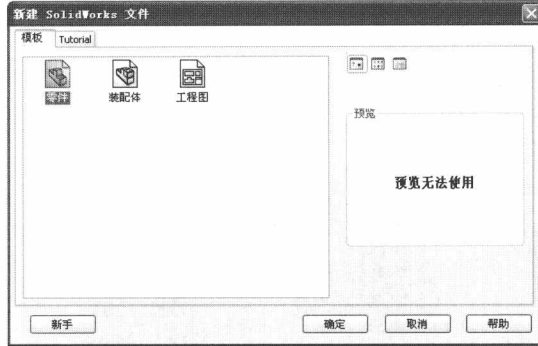 新建 SolidWorks 文件
模板 Tutorial
零件 装配体 工程图
预览
预览无法使用
新手 确定 取消 帮助